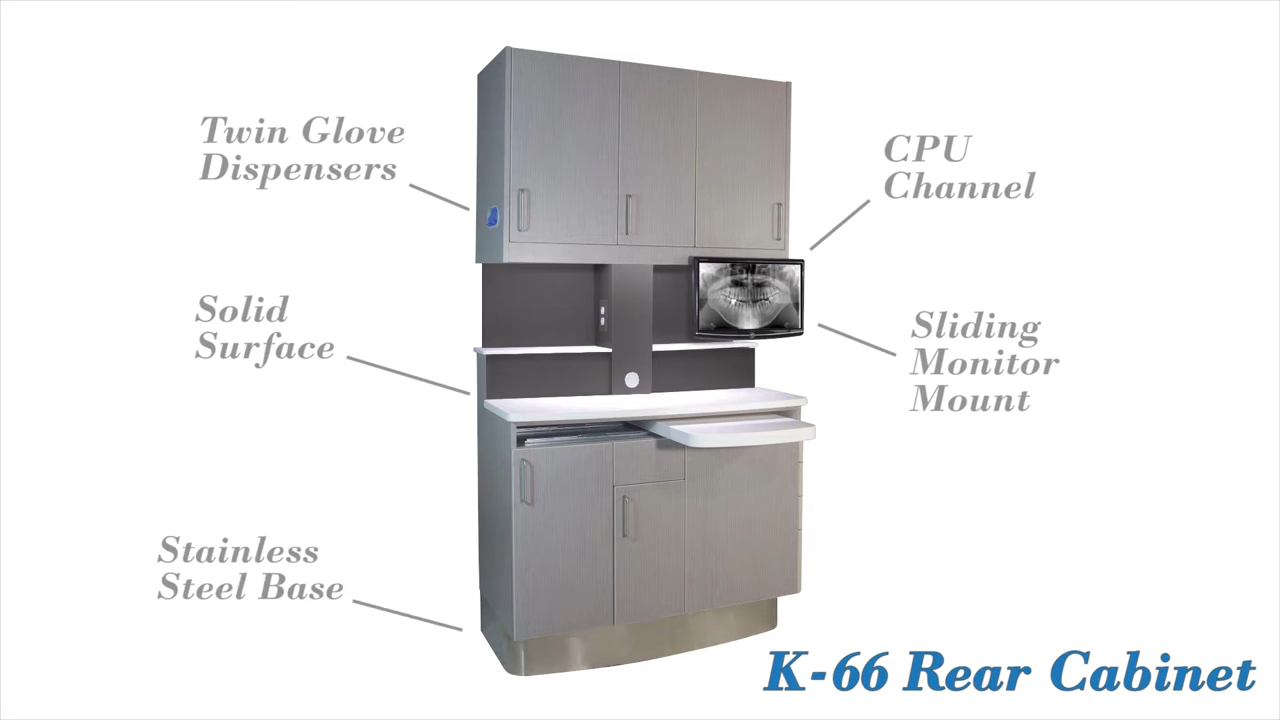 Twin Glove
Dispensers
CPU
Channel
Solid
Surface
Sliding
Monitor
Mount
Stainless
Steel Base
K-66 Rear Cabinet